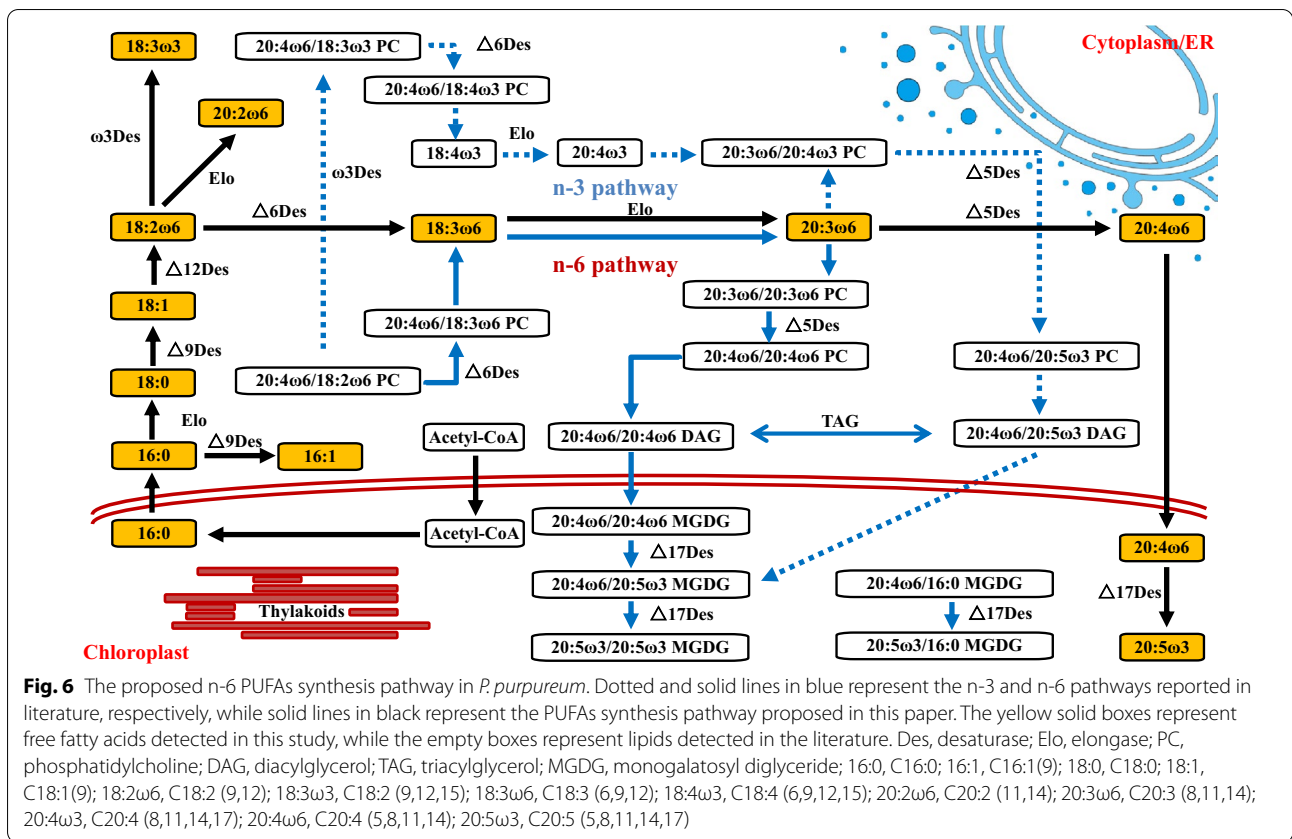 18:3ω3
20:4ω6/18:3ω3 PC
△6Des
Cytoplasm/ER
20:4ω6/18:4ω3 PC
20:2ω6
ω3Des
Elo
18:4ω3
Elo
20:4ω3
20:3ω6/20:4ω3 PC
ω3Des
n-3 pathway
△5Des
18:2ω6
△6Des
18:3ω6
Elo
20:3ω6
△5Des
20:4ω6
n-6 pathway
△12Des
18:1
20:3ω6/20:3ω6 PC
20:4ω6/18:3ω6 PC
△5Des
△9Des
18:0
20:4ω6/18:2ω6 PC
△6Des
20:4ω6/20:4ω6 PC
20:4ω6/20:5ω3 PC
Elo
16:0
△9Des
16:1
Acetyl-CoA
20:4ω6/20:4ω6 DAG
TAG
20:4ω6/20:5ω3 DAG
16:0
Acetyl-CoA
20:4ω6/20:4ω6 MGDG
20:4ω6
△17Des
Thylakoids
20:4ω6/20:5ω3 MGDG
20:4ω6/16:0 MGDG
△17Des
△17Des
△17Des
Chloroplast
20:5ω3/20:5ω3 MGDG
20:5ω3/16:0 MGDG
20:5ω3
Fig. 6 The proposed n-6 PUFAs synthesis pathway in P. purpureum. Dotted and solid lines in blue represent the n-3 and n-6 pathways reported in
literature, respectively, while solid lines in black represent the PUFAs synthesis pathway proposed in this paper. The yellow solid boxes represent
free fatty acids detected in this study, while the empty boxes represent lipids detected in the literature. Des, desaturase; Elo, elongase; PC,
phosphatidylcholine; DAG, diacylglycerol; TAG, triacylglycerol; MGDG, monogalatosyl diglyceride; 16:0, C16:0; 16:1, C16:1(9); 18:0, C18:0; 18:1,
C18:1(9); 18:2ω6, C18:2 (9,12); 18:3ω3, C18:2 (9,12,15); 18:3ω6, C18:3 (6,9,12); 18:4ω3, C18:4 (6,9,12,15); 20:2ω6, C20:2 (11,14); 20:3ω6, C20:3 (8,11,14);
20:4ω3, C20:4 (8,11,14,17); 20:4ω6, C20:4 (5,8,11,14); 20:5ω3, C20:5 (5,8,11,14,17)